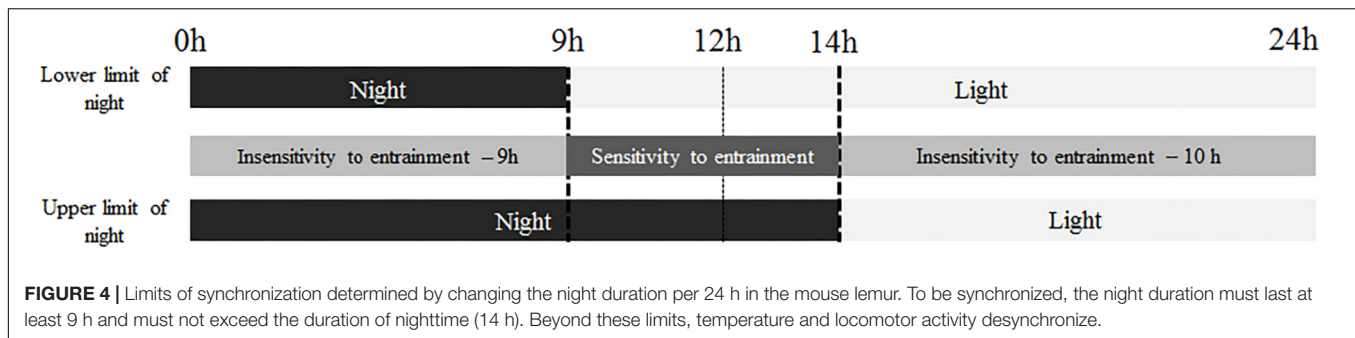 0h 9h 12h 14h 24h
Lower limit of
night
Night Light
Insensitivity to entrainment – 9h Sensitivity to entrainment Insensitivity to entrainment – 10 h
Upper limit of
night
Night Light
FIGURE 4 | Limits of synchronization determined by changing the night duration per 24 h in the mouse lemur. To be synchronized, the night duration must last at
least 9 h and must not exceed the duration of nighttime (14 h). Beyond these limits, temperature and locomotor activity desynchronize.